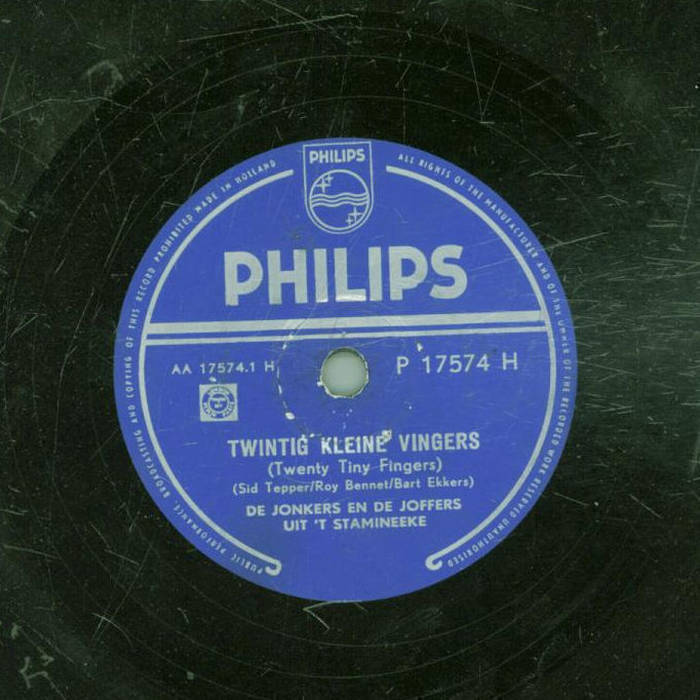 PHILIPS
PUBLIC PERFORMANCE, BROADCASTING AND COPYING OF THIS RECORD PROHIBITED MADE IN HOLLAND
ALL RIGHTS OF THE MANUFACTURER AND OF THE OWNER OF THE RECORDED WORK RESERVED UNAUTHORISED
PHILIPS
AA 17574.1 H
P 17574 H
TWINTIG KLEINE VINGERS
(Twenty Tiny Fingers)
(Sid Tepper/Roy Bennet/Bart Ekkers)
DE JONKERS EN DE JOFFERS
UIT 'T STAMINEEKE